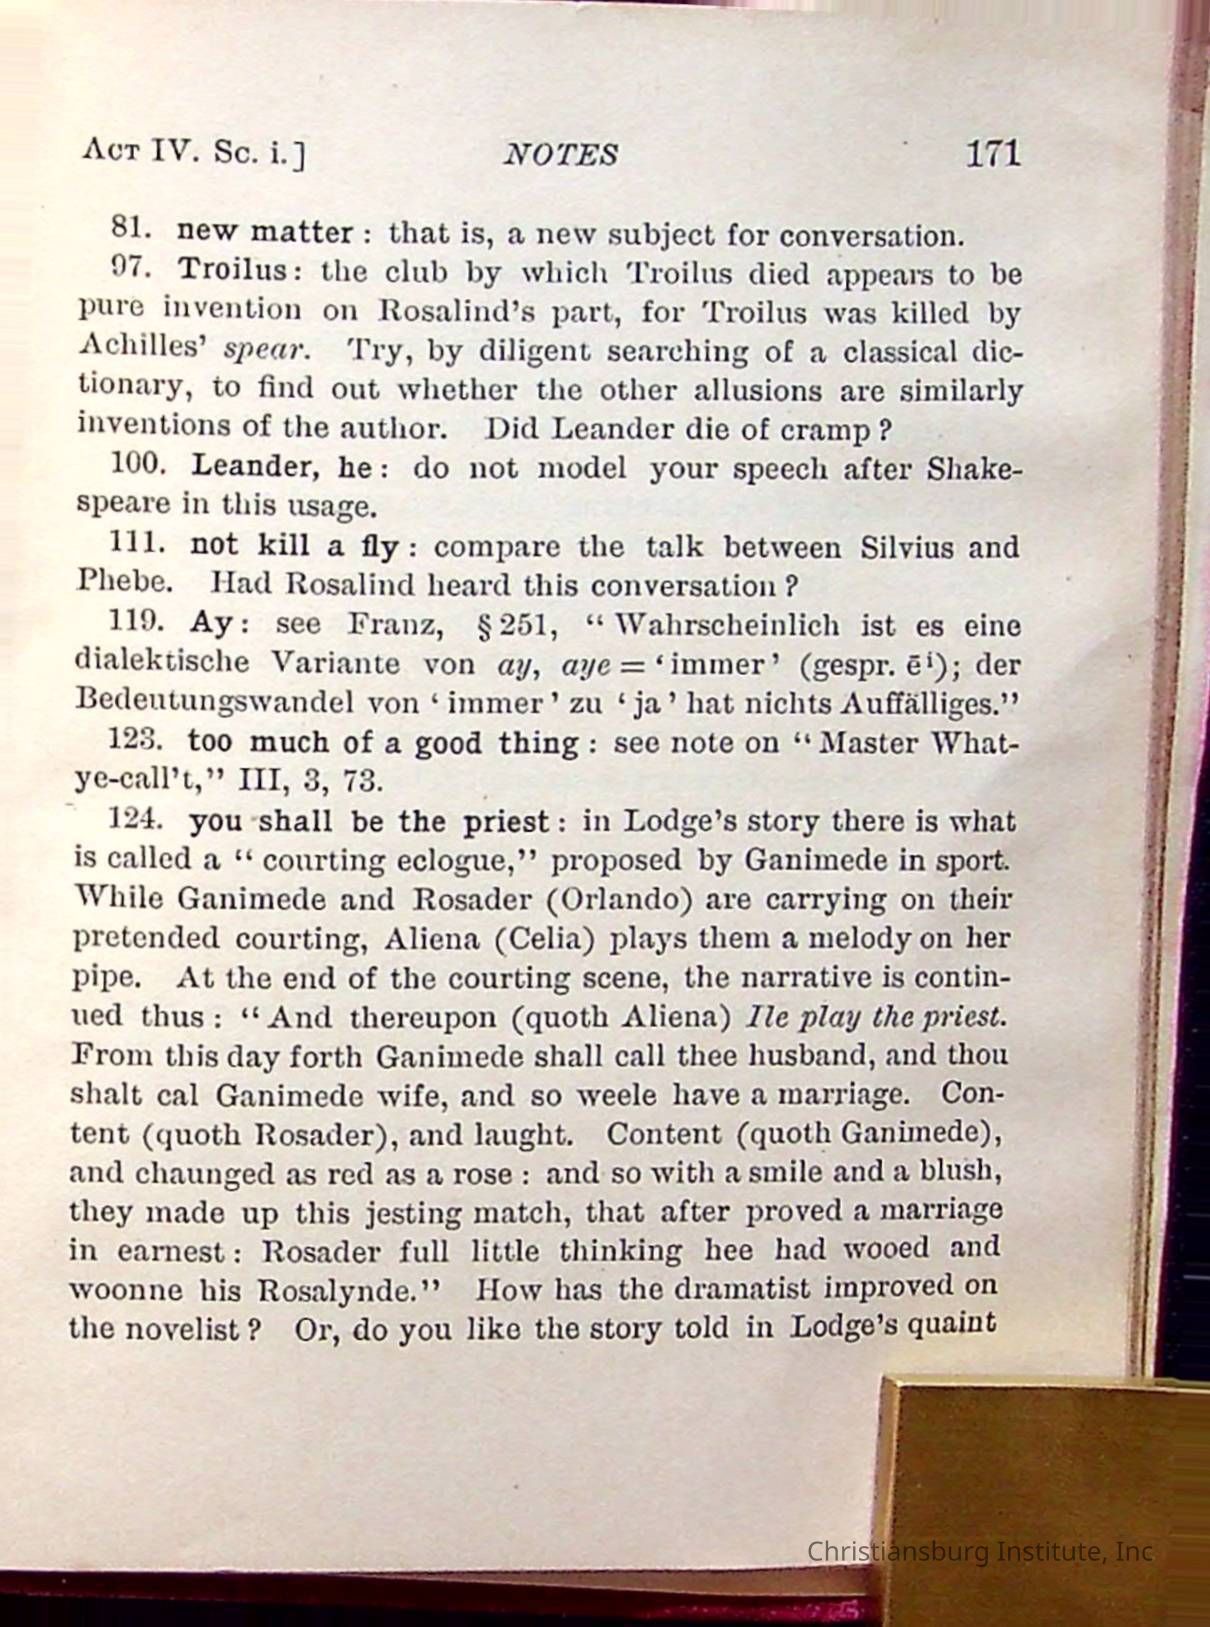 ACT IV. Sc. i.] NOTES 171
81. new matter : that is, a new subject for conversation.
97. Troilus : the club by which Troilus died appears to be
pure invention on Rosalind's part, for Troilus was killed by
Achilles' spear. Try, by diligent searching of a classical dic-
tionary, to find out whether the other allusions are similarly
inventions of the author. Did Leander die of cramp ?
100. Leander, he : do not model your speech after Shake-
speare in this usage.
111. not kill a fly : compare the talk between Silvius and
Phebe. Had Rosalind heard this conversation ?
119. Ay : see Franz, § 251, “ Wahrscheinlich ist es eine
dialektische Variante von ay, aye = ‘ immer ’ (gespr. ēⁱ); der
Bedeutungswandel von ‘ immer ’ zu ‘ ja ’ hat nichts Auffälliges.”
123. too much of a good thing : see note on “ Master What-
ye-call't,” III, 3, 73.
124. you shall be the priest : in Lodge's story there is what
is called a “ courting eclogue,” proposed by Ganimede in sport.
While Ganimede and Rosader (Orlando) are carrying on their
pretended courting, Aliena (Celia) plays them a melody on her
pipe. At the end of the courting scene, the narrative is contin-
ued thus : “ And thereupon (quoth Aliena) Ile play the priest.
From this day forth Ganimede shall call thee husband, and thou
shalt cal Ganimede wife, and so weele have a marriage. Con-
tent (quoth Rosader), and laught. Content (quoth Ganimede),
and chaunged as red as a rose : and so with a smile and a blush,
they made up this jesting match, that after proved a marriage
in earnest : Rosader full little thinking hee had wooed and
woonne his Rosalynde.” How has the dramatist improved on
the novelist ? Or, do you like the story told in Lodge's quaint
Christiansburg Institute, Inc